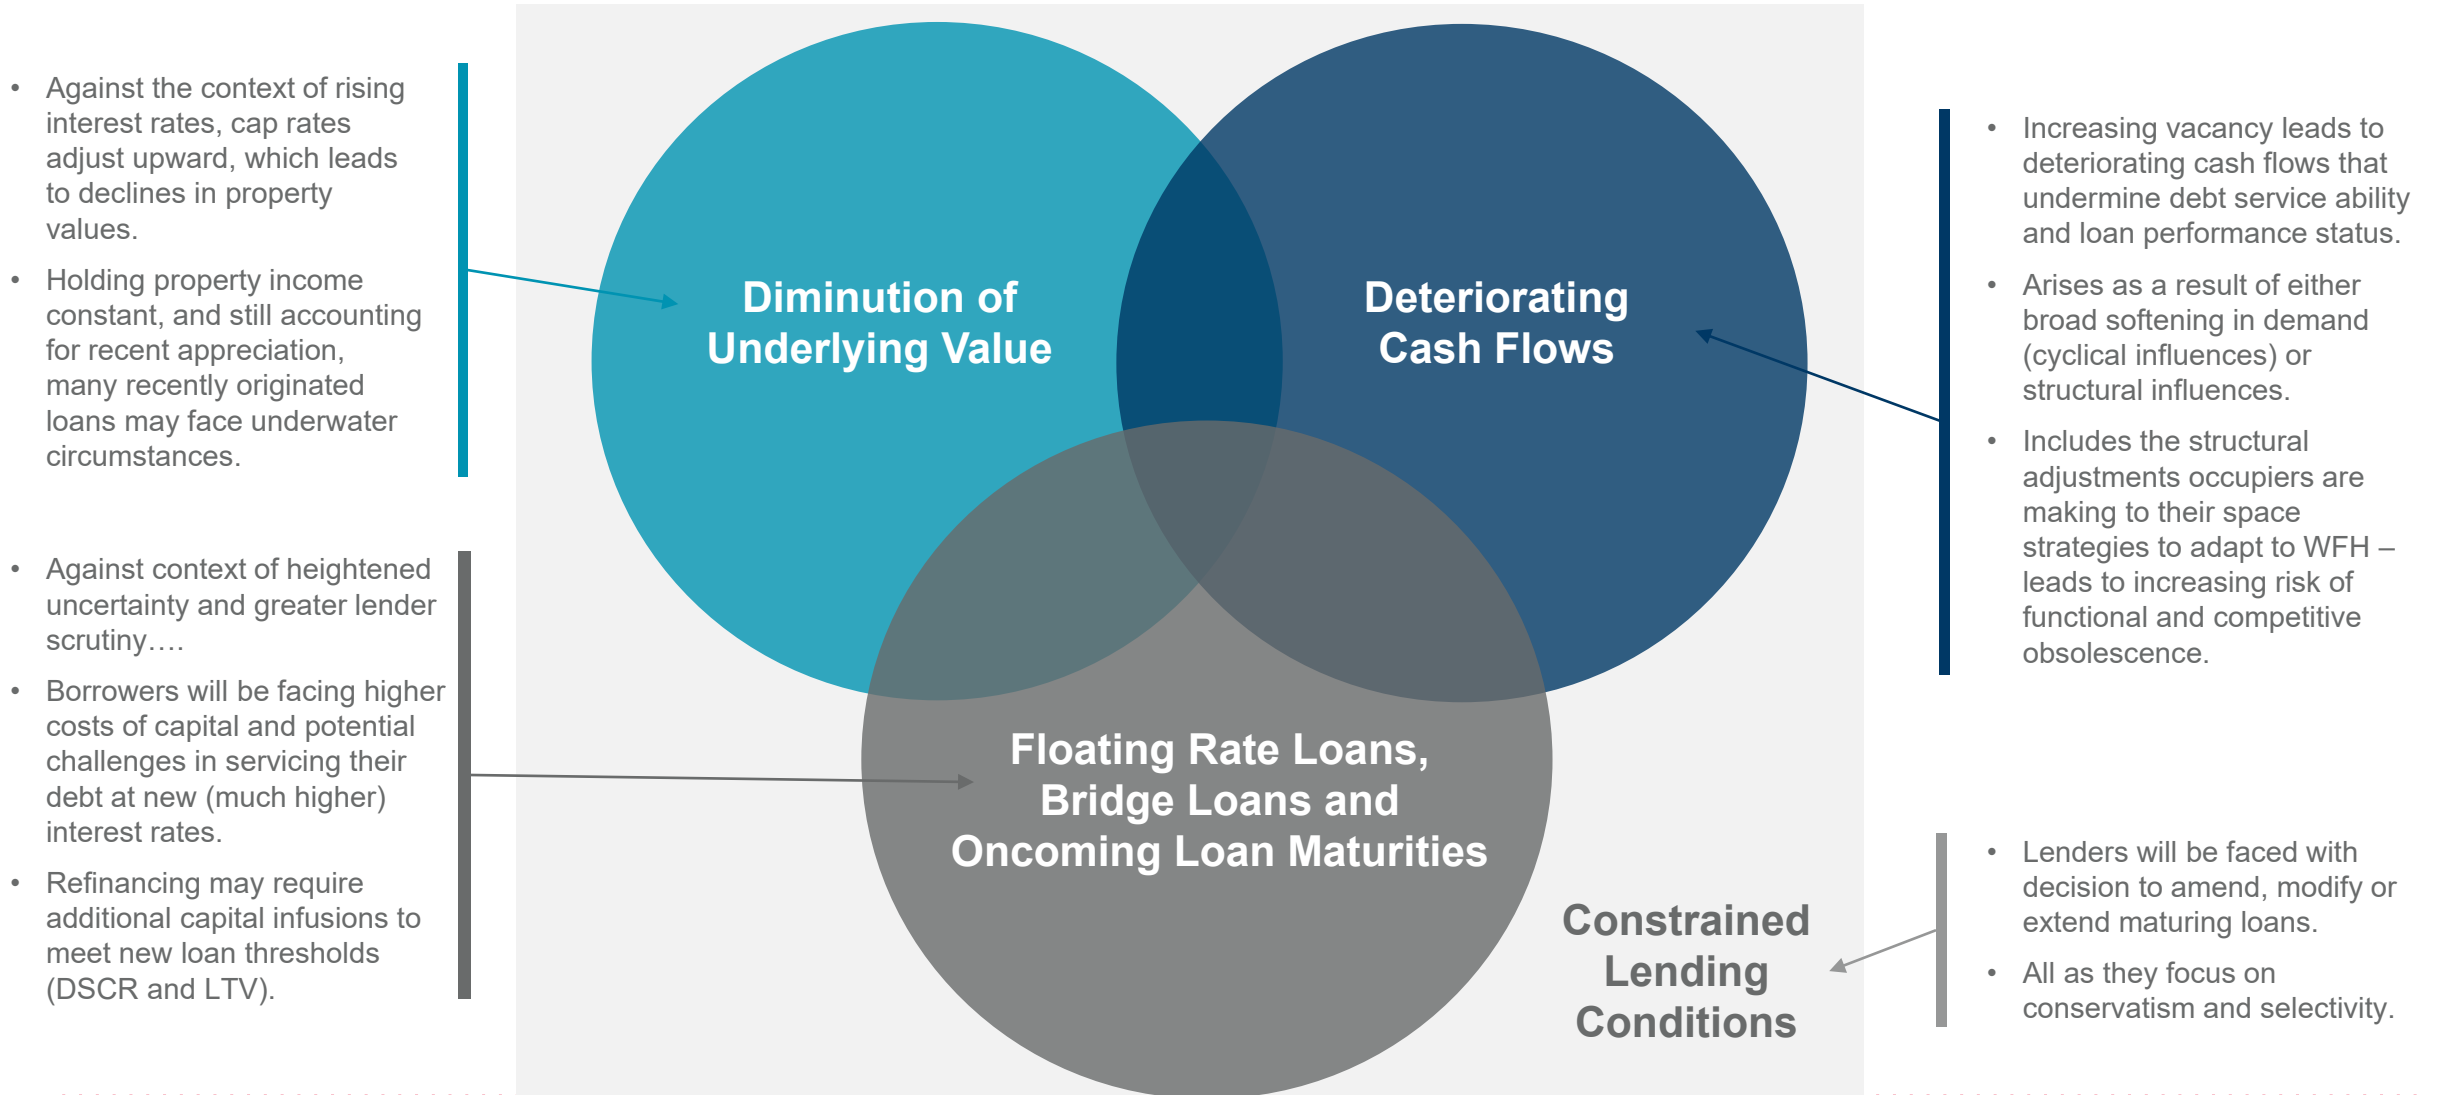 • Against the context of rising
interest rates, cap rates
adjust upward, which leads
to declines in property
values.
• Holding property income
constant, and still accounting
for recent appreciation,
many recently originated
loans may face underwater
circumstances.
• Against context of heightened
uncertainty and greater lender
scrutiny….
• Borrowers will be facing higher
costs of capital and potential
challenges in servicing their
debt at new (much higher)
interest rates.
• Refinancing may require
additional capital infusions to
meet new loan thresholds
(DSCR and LTV).
Diminution of
Underlying Value
Deteriorating
Cash Flows
Floating Rate Loans,
Bridge Loans and
Oncoming Loan Maturities
Constrained
Lending
Conditions
• Increasing vacancy leads to
deteriorating cash flows that
undermine debt service ability
and loan performance status.
• Arises as a result of either
broad softening in demand
(cyclical influences) or
structural influences.
• Includes the structural
adjustments occupiers are
making to their space
strategies to adapt to WFH –
leads to increasing risk of
functional and competitive
obsolescence.
• Lenders will be faced with
decision to amend, modify or
extend maturing loans.
• All as they focus on
conservatism and selectivity.